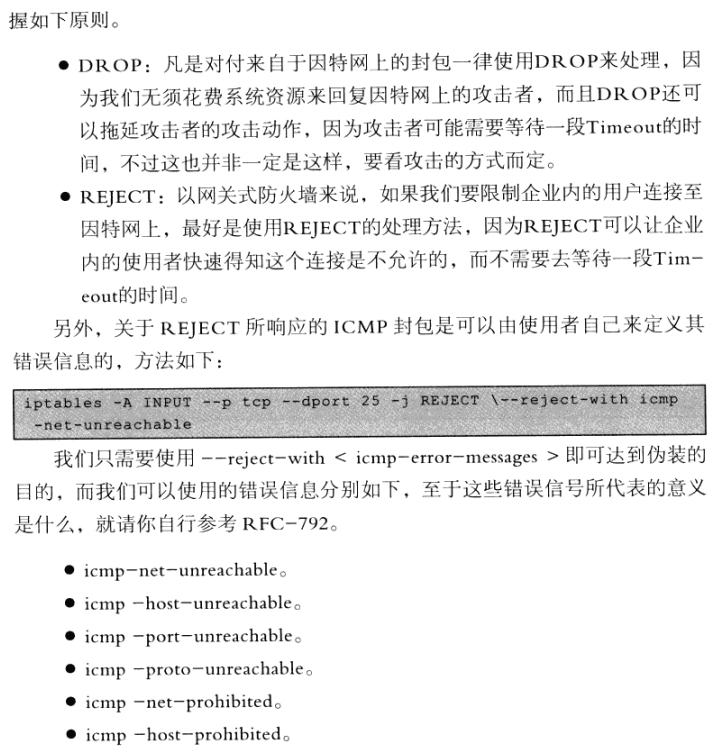 握如下原则。
● DROP：凡是对付来自于因特网上的封包一律使用DROP来处理，因
为我们无须花费系统资源来回复因特网上的攻击者，而且DROP还可
以拖延攻击者的攻击动作，因为攻击者可能需要等待一段Timeout的时
间，不过这也并非一定是这样，要看攻击的方式而定。
● REJECT：以网关式防火墙来说，如果我们要限制企业内的用户连接至
因特网上，最好是使用REJECT的处理方法，因为REJECT可以让企业
内的使用者快速得知这个连接是不允许的，而不需要去等待一段Tim-
eout的时间。
另外，关于 REJECT 所响应的 ICMP 封包是可以由使用者自己来定义其
错误信息的，方法如下：
iptables -A INPUT --p tcp --dport 25 -j REJECT \--reject-with icmp
-net-unreachable
我们只需要使用 --reject-with < icmp-error-messages > 即可达到伪装的
目的，而我们可以使用的错误信息分别如下，至于这些错误信号所代表的意义
是什么，就请你自行参考 RFC-792。
● icmp-net-unreachable。
● icmp -host-unreachable。
● icmp -port-unreachable。
● icmp -proto-unreachable。
● icmp -net-prohibited。
● icmp -host-prohibited。